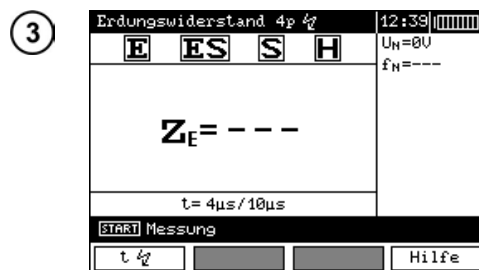 3
Erdungswiderstand 4p 12:39
E ES S H
UN=0V
fN=---
ZE= ---
t= 4µs/10µs
START Messung
t Hilfe